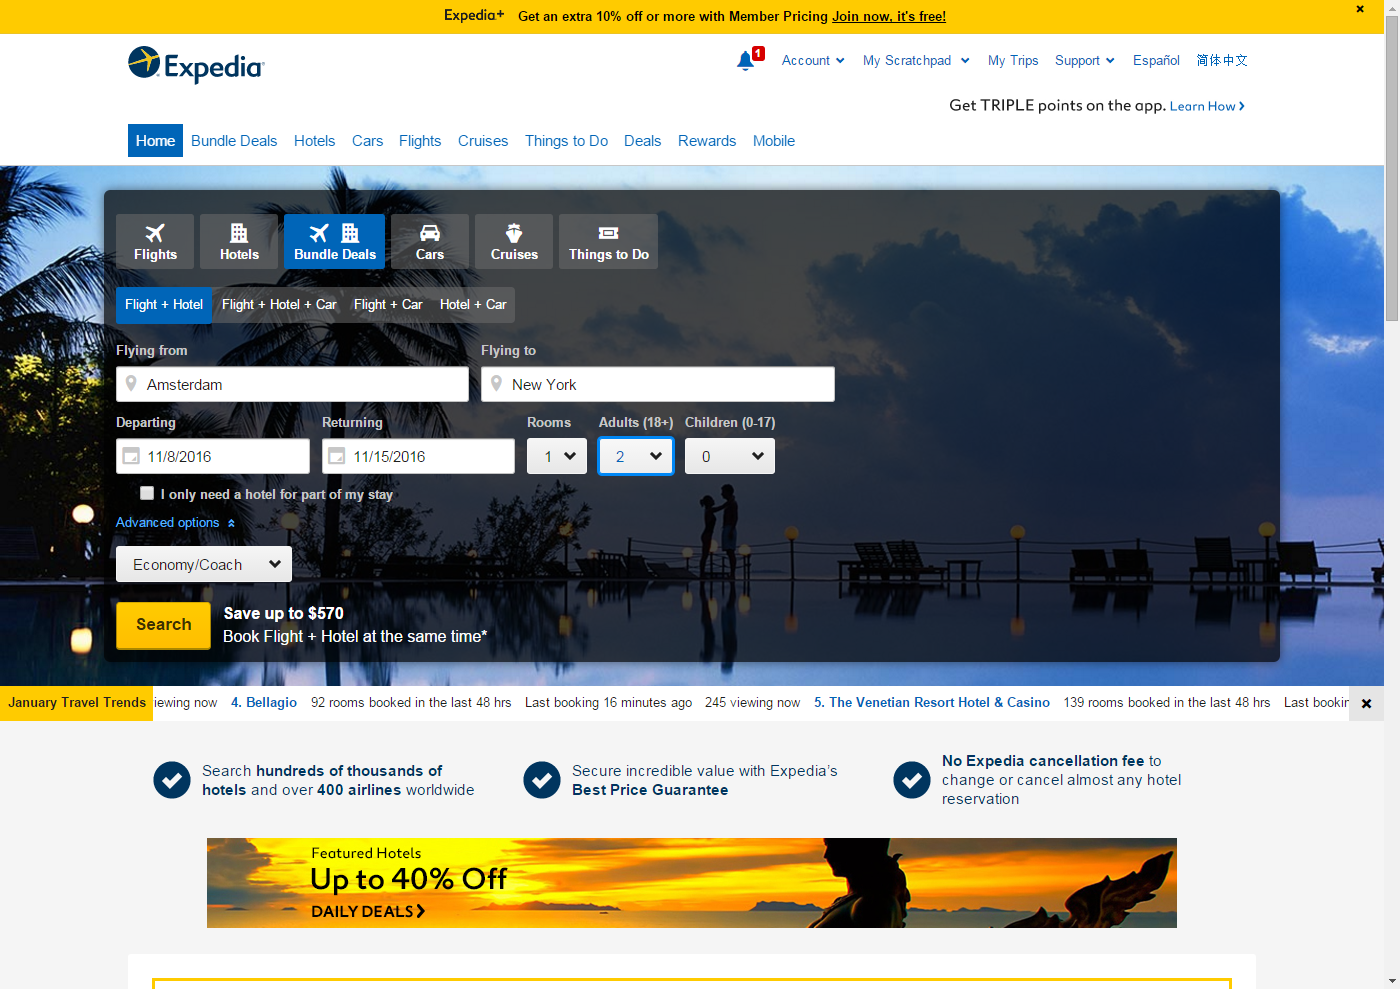 Expedia+ Get an extra 10% off or more with Member Pricing Join now, it's free!
Expedia
1
Account My Scratchpad My Trips Support Español 简体中文
Get TRIPLE points on the app. Learn How
Home Bundle Deals Hotels Cars Flights Cruises Things to Do Deals Rewards Mobile
Flights Hotels Bundle Deals Cars Cruises Things to Do
Flight + Hotel Flight + Hotel + Car Flight + Car Hotel + Car
Flying from Flying to
Amsterdam New York
Departing Returning Rooms Adults (18+) Children (0-17)
11/8/2016 11/15/2016 1 2 0
I only need a hotel for part of my stay
Advanced options
Economy/Coach
Search
Save up to $570
Book Flight + Hotel at the same time*
January Travel Trends iewing now 4. Bellagio 92 rooms booked in the last 48 hrs Last booking 16 minutes ago 245 viewing now 5. The Venetian Resort Hotel & Casino 139 rooms booked in the last 48 hrs Last bookin
Search hundreds of thousands of
hotels and over 400 airlines worldwide
Secure incredible value with Expedia's
Best Price Guarantee
No Expedia cancellation fee to
change or cancel almost any hotel
reservation
Featured Hotels
Up to 40% Off
DAILY DEALS